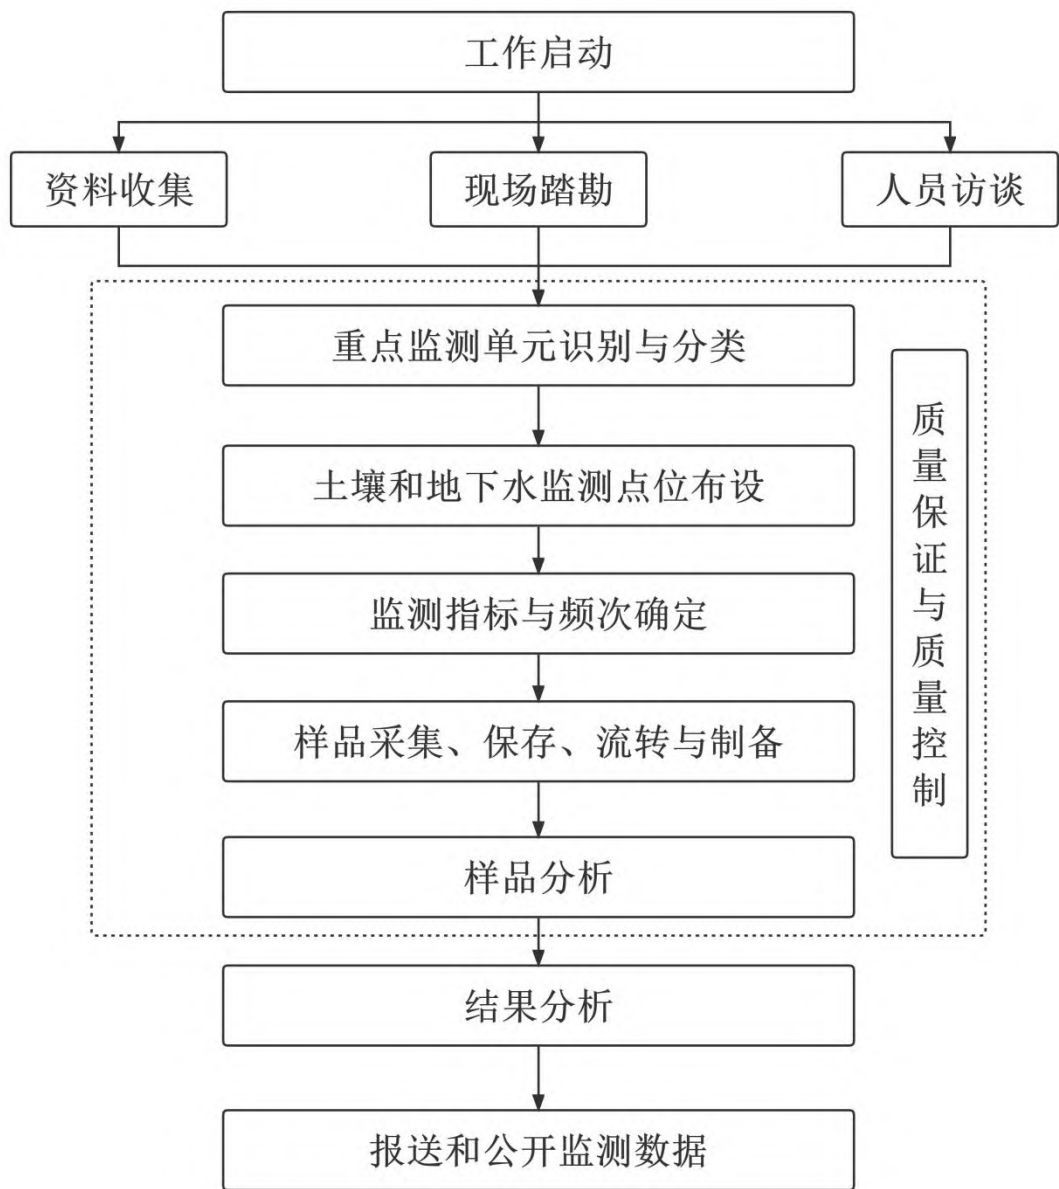 工作启动
资料收集
现场踏勘
人员访谈
重点监测单元识别与分类
土壤和地下水监测点位布设
监测指标与频次确定
样品采集、保存、流转与制备
样品分析
质量保证与质量控制
结果分析
报送和公开监测数据